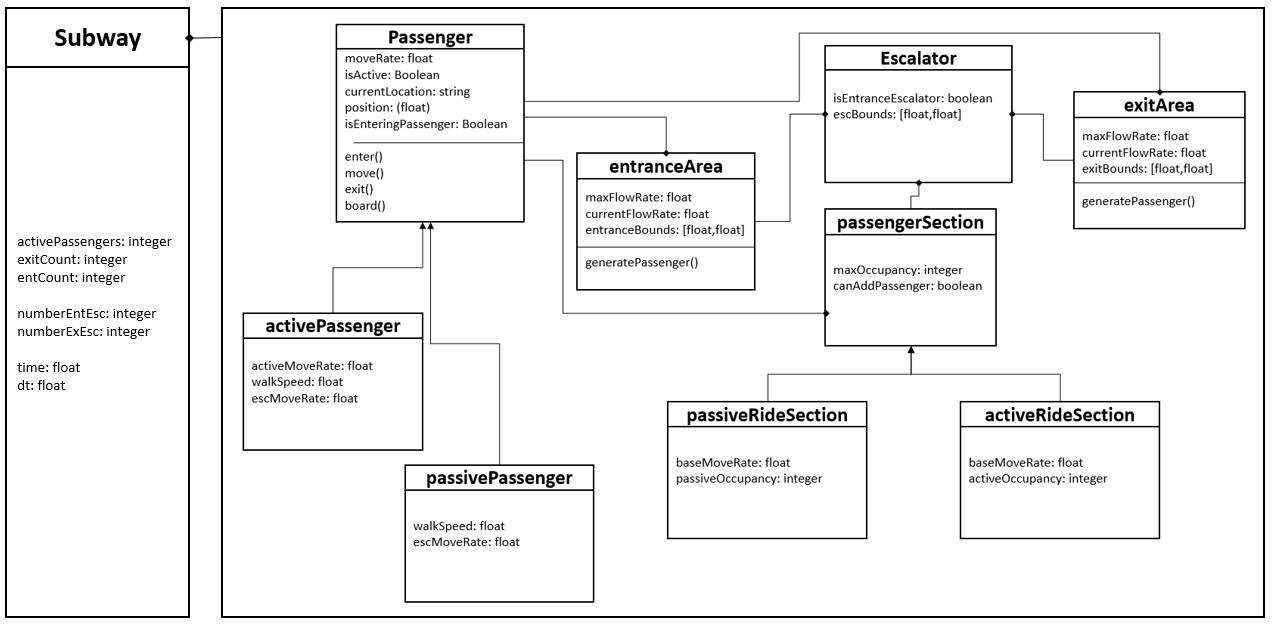 Subway
activePassengers: integer
exitCount: integer
entCount: integer
numberEntEsc: integer
numberExEsc: integer
time: float
dt: float
Passenger
moveRate: float
isActive: Boolean
currentLocation: string
position: (float)
isEnteringPassenger: Boolean
enter()
move()
exit()
board()
Escalator
isEntranceEscalator: boolean
escBounds: [float,float]
exitArea
maxFlowRate: float
currentFlowRate: float
exitBounds: [float,float]
generatePassenger()
entranceArea
maxFlowRate: float
currentFlowRate: float
entranceBounds: [float,float]
generatePassenger()
passengerSection
maxOccupancy: integer
canAddPassenger: boolean
activePassenger
activeMoveRate: float
walkSpeed: float
escMoveRate: float
passivePassenger
walkSpeed: float
escMoveRate: float
passiveRideSection
baseMoveRate: float
passiveOccupancy: integer
activeRideSection
baseMoveRate: float
activeOccupancy: integer